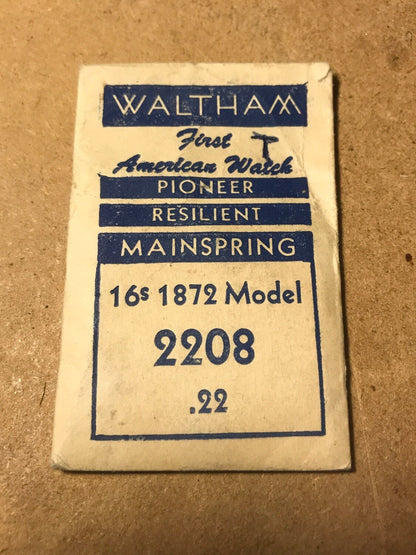 WALTHAM
First T
American Watch
PIONEER
RESILIENT
MAINSPRING
16s 1872 Model
2208
.22